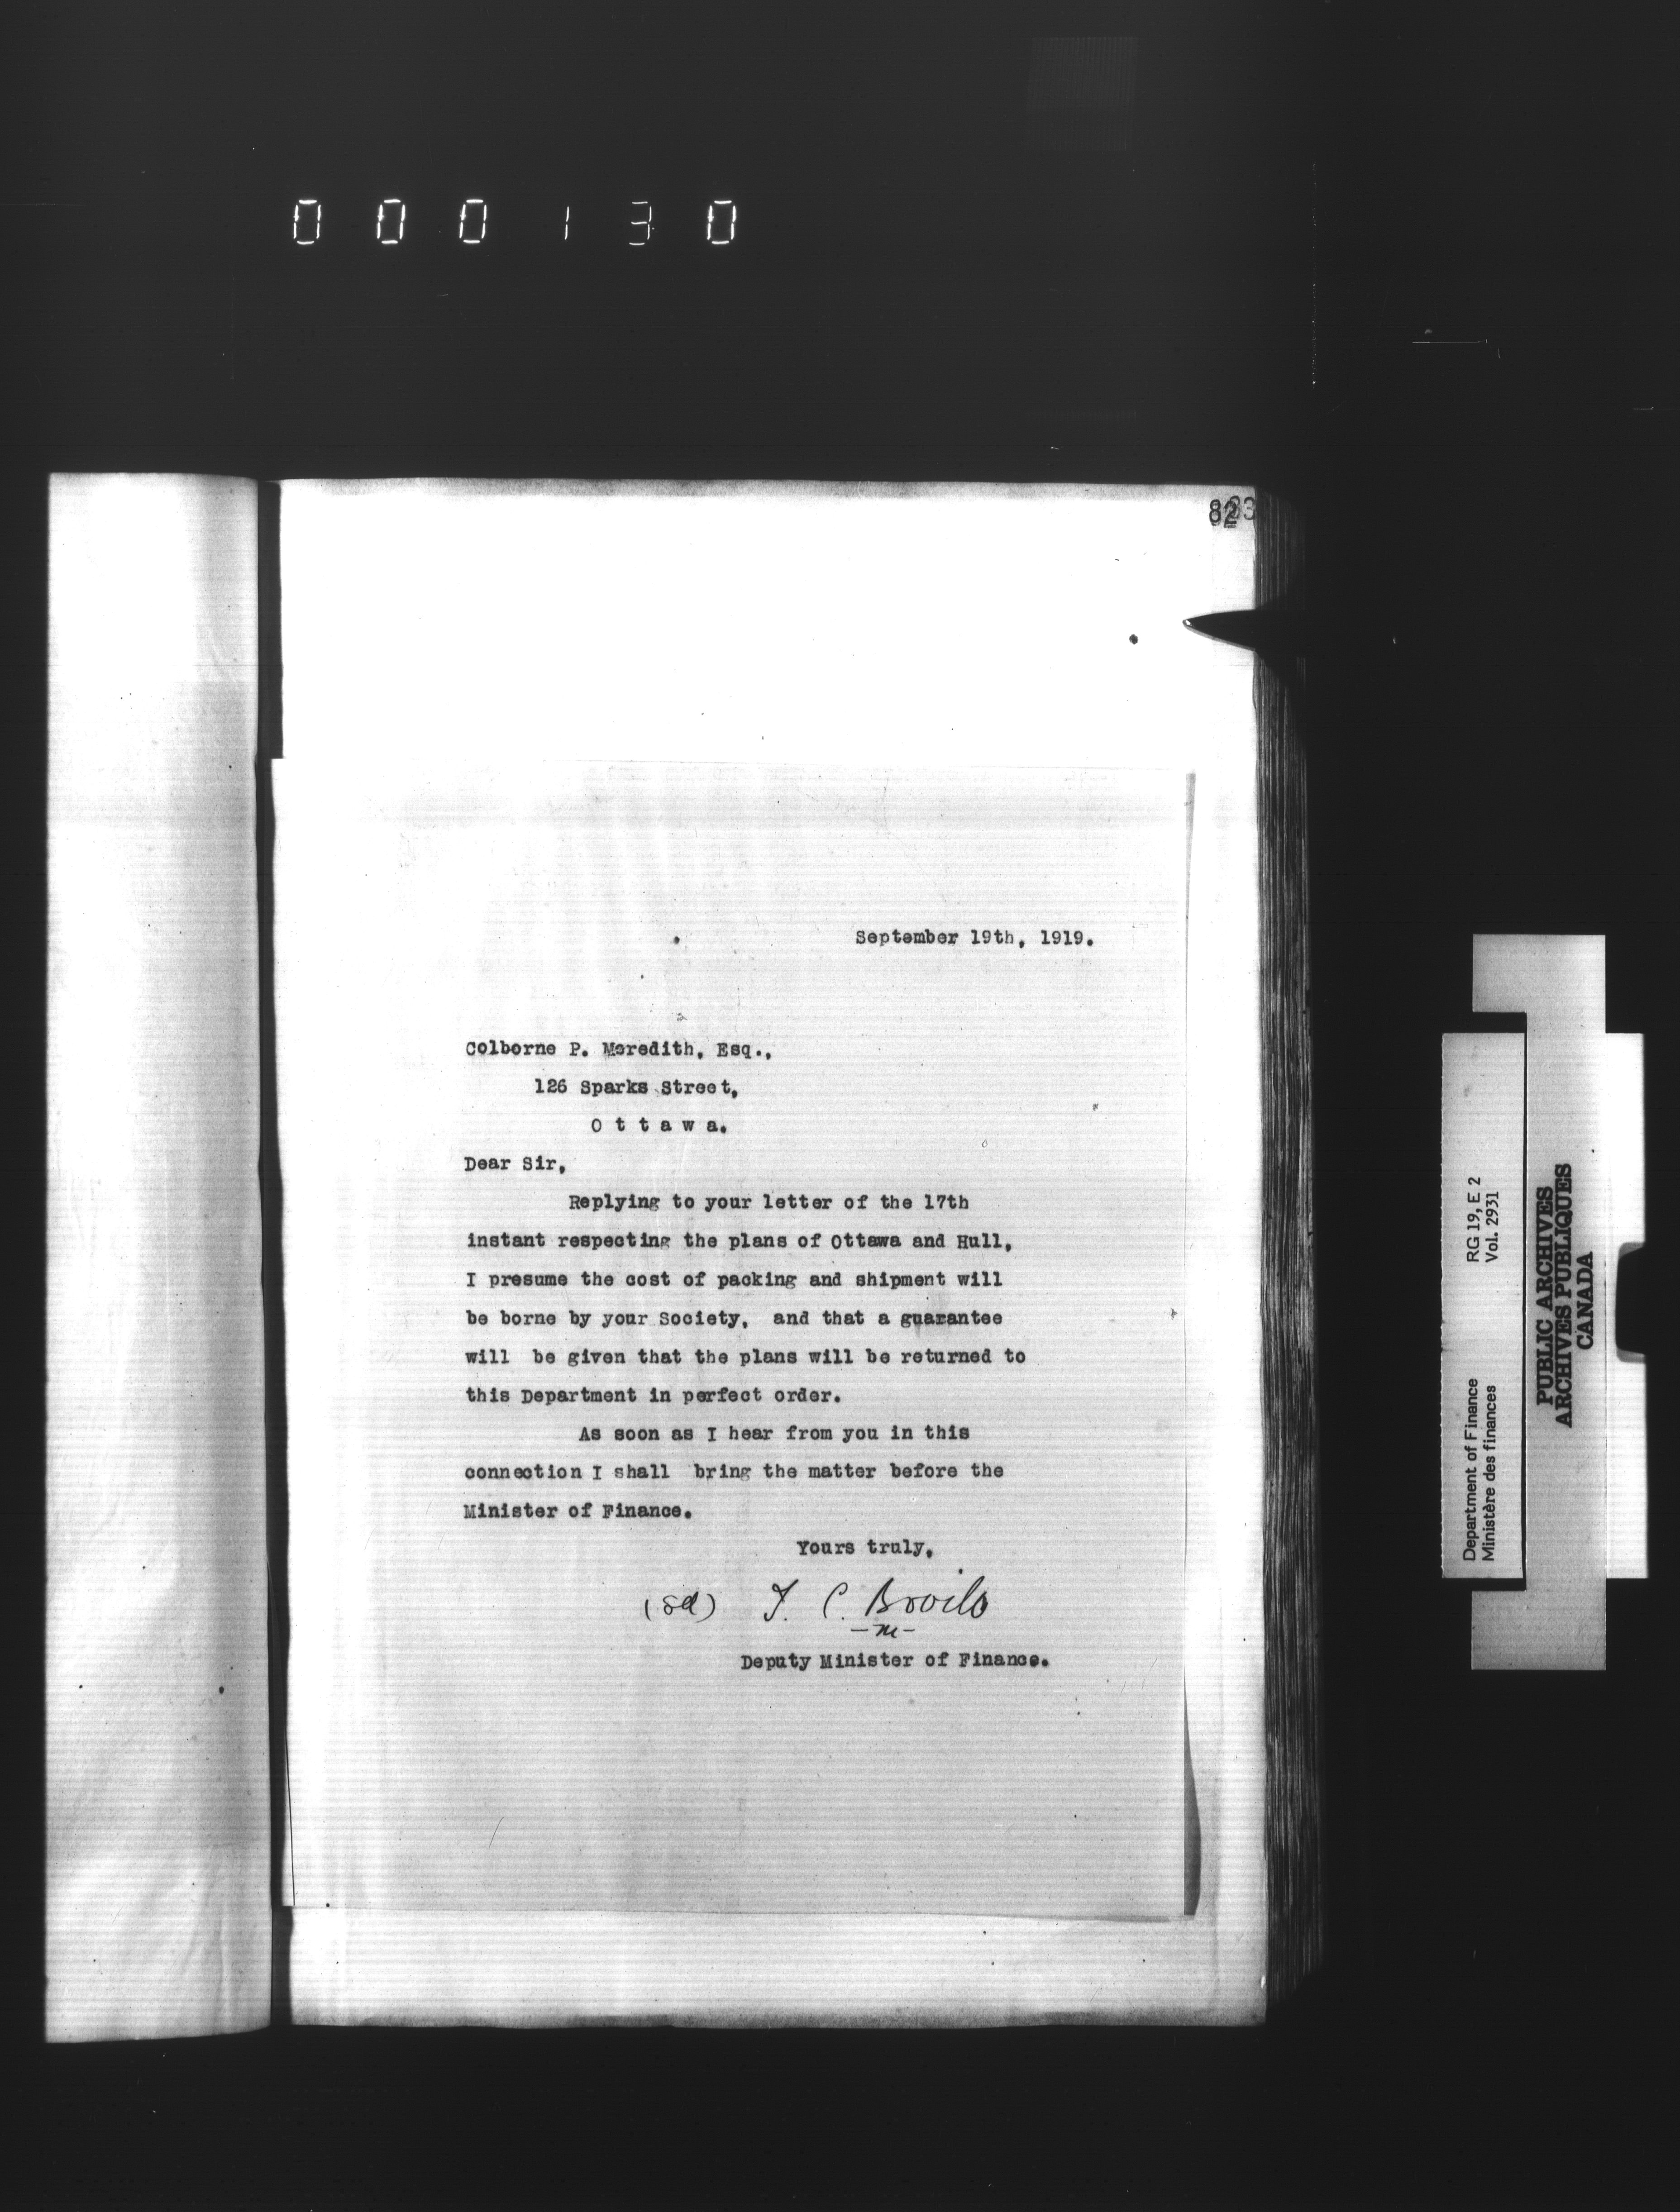 000130
82
September 19th, 1919.
Colborne P. Meredith, Esq.,
126 Sparks Street,
O t t a w a.
Dear Sir,
Replying to your letter of the 17th
instant respecting the plans of Ottawa and Hull,
I presume the cost of packing and shipment will
be borne by your Society, and that a guarantee
will be given that the plans will be returned to
this Department in perfect order.
As soon as I hear from you in this
connection I shall bring the matter before the
Minister of Finance.
Yours truly,
(sd) T. C. Boville
-m-
Deputy Minister of Finance.
Department of Finance RG 19, E 2
Ministère des finances Vol. 2931
PUBLIC ARCHIVES
ARCHIVES PUBLIQUES
CANADA